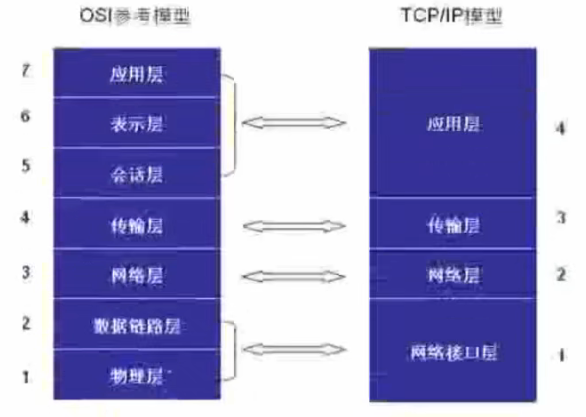 OSI参考模型 TCP/IP模型
7 应用层
6 表示层
5 会话层
4 传输层
3 网络层
2 数据链路层
1 物理层
应用层 4
传输层 3
网络层 2
网络接口层 1